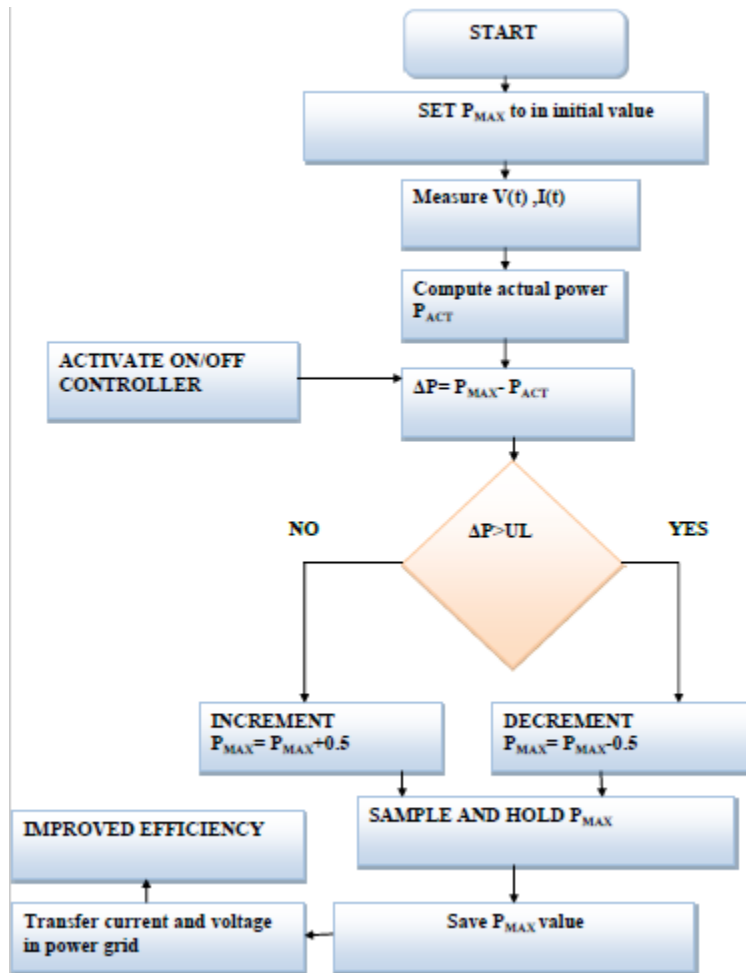 START
SET PMAX to in initial value
Measure V(t) ,I(t)
Compute actual power
PACT
ACTIVATE ON/OFF
CONTROLLER
ΔP= PMAX- PACT
NO
ΔP>UL
YES
INCREMENT
PMAX= PMAX+0.5
DECREMENT
PMAX= PMAX-0.5
SAMPLE AND HOLD PMAX
IMPROVED EFFICIENCY
Save PMAX value
Transfer current and voltage
in power grid